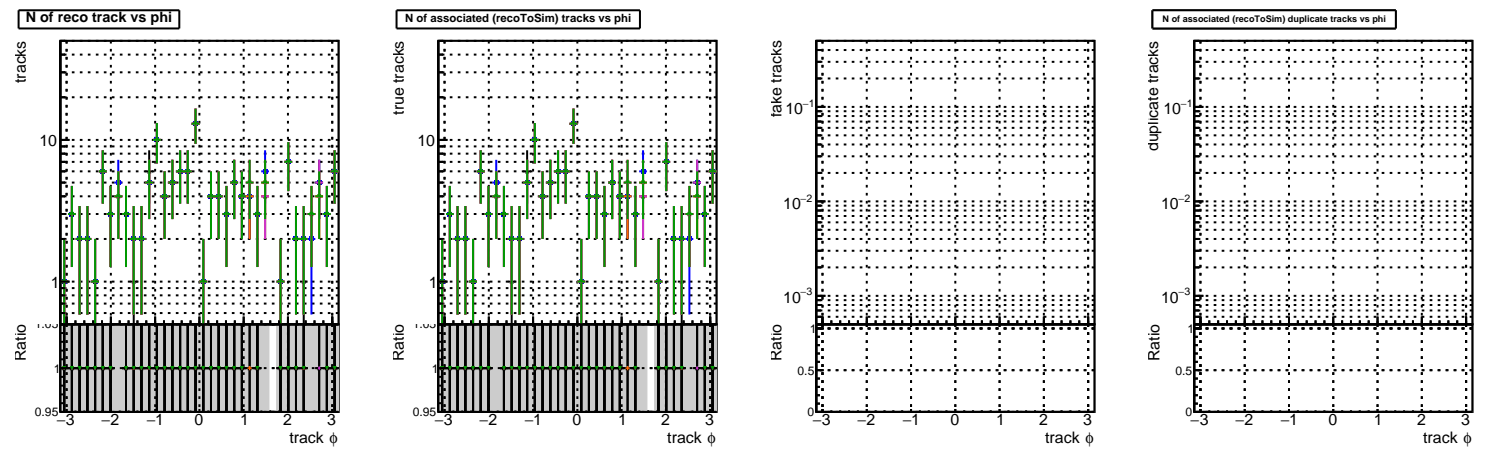 N of reco track vs phi
tracks
10
1
Ratio
1.05
1
0.95
−3 −2 −1 0 1 2 3
track ϕ
N of associated (recoToSim) tracks vs phi
true tracks
10
1
Ratio
1.05
1
0.95
−3 −2 −1 0 1 2 3
track ϕ
fake tracks
10−1
10−2
10−3
Ratio
1
0.5
0
−3 −2 −1 0 1 2 3
track ϕ
N of associated (recoToSim) duplicate tracks vs phi
duplicate tracks
10−1
10−2
10−3
Ratio
1
0.5
0
−3 −2 −1 0 1 2 3
track ϕ